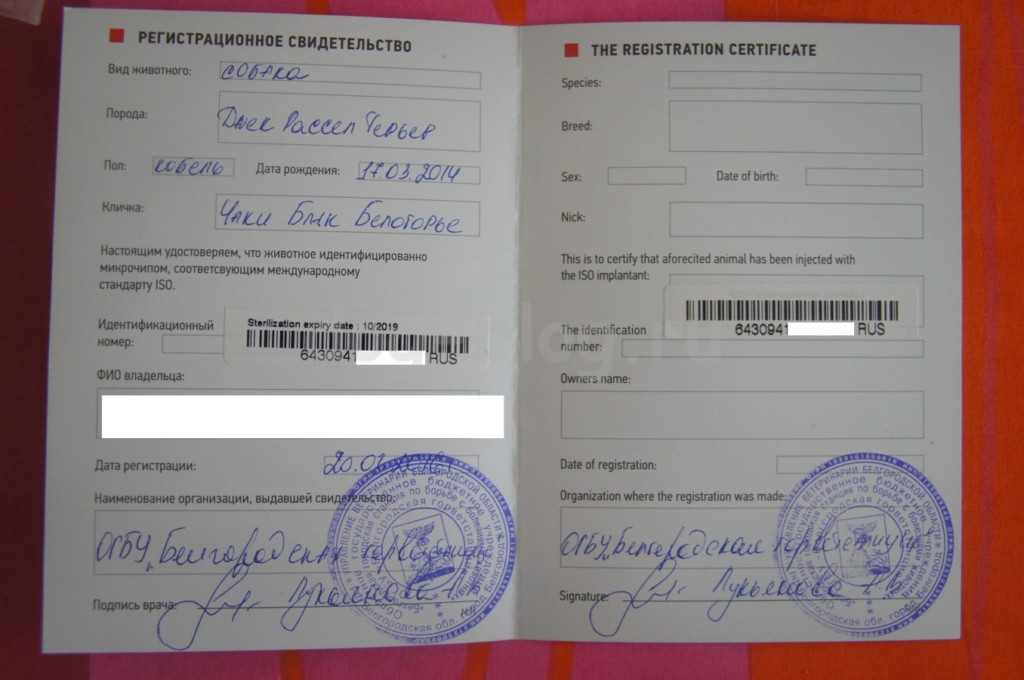 РЕГИСТРАЦИОННОЕ СВИДЕТЕЛЬСТВО
Вид животного: СОБАКА
Порода: Джек Рассел Терьер
Пол: кобель Дата рождения: 17.03.2014
Кличка: Чаки Блэк Белогорье
Настоящим удостоверяем, что животное идентифицированно
микрочипом, соответсвующим международному
стандарту ISO.
Sterilization expiry date : 10/2019
Идентификационный
номер:
6430941 RUS
ФИО владельца:
Дата регистрации: 20.01.
Наименование организации, выдавшей свидетельство:
ОГБУ, Белгородская
Подпись врача:
THE REGISTRATION CERTIFICATE
Species:
Breed:
Sex: Date of birth:
Nick:
This is to certify that aforecited animal has been injected with
the ISO implantant:
The identification
number:
6430941 RUS
Owners name:
Date of registration:
Organization where the registration was made:
ОГБУ, Белгородская
Signature: Лукьянова